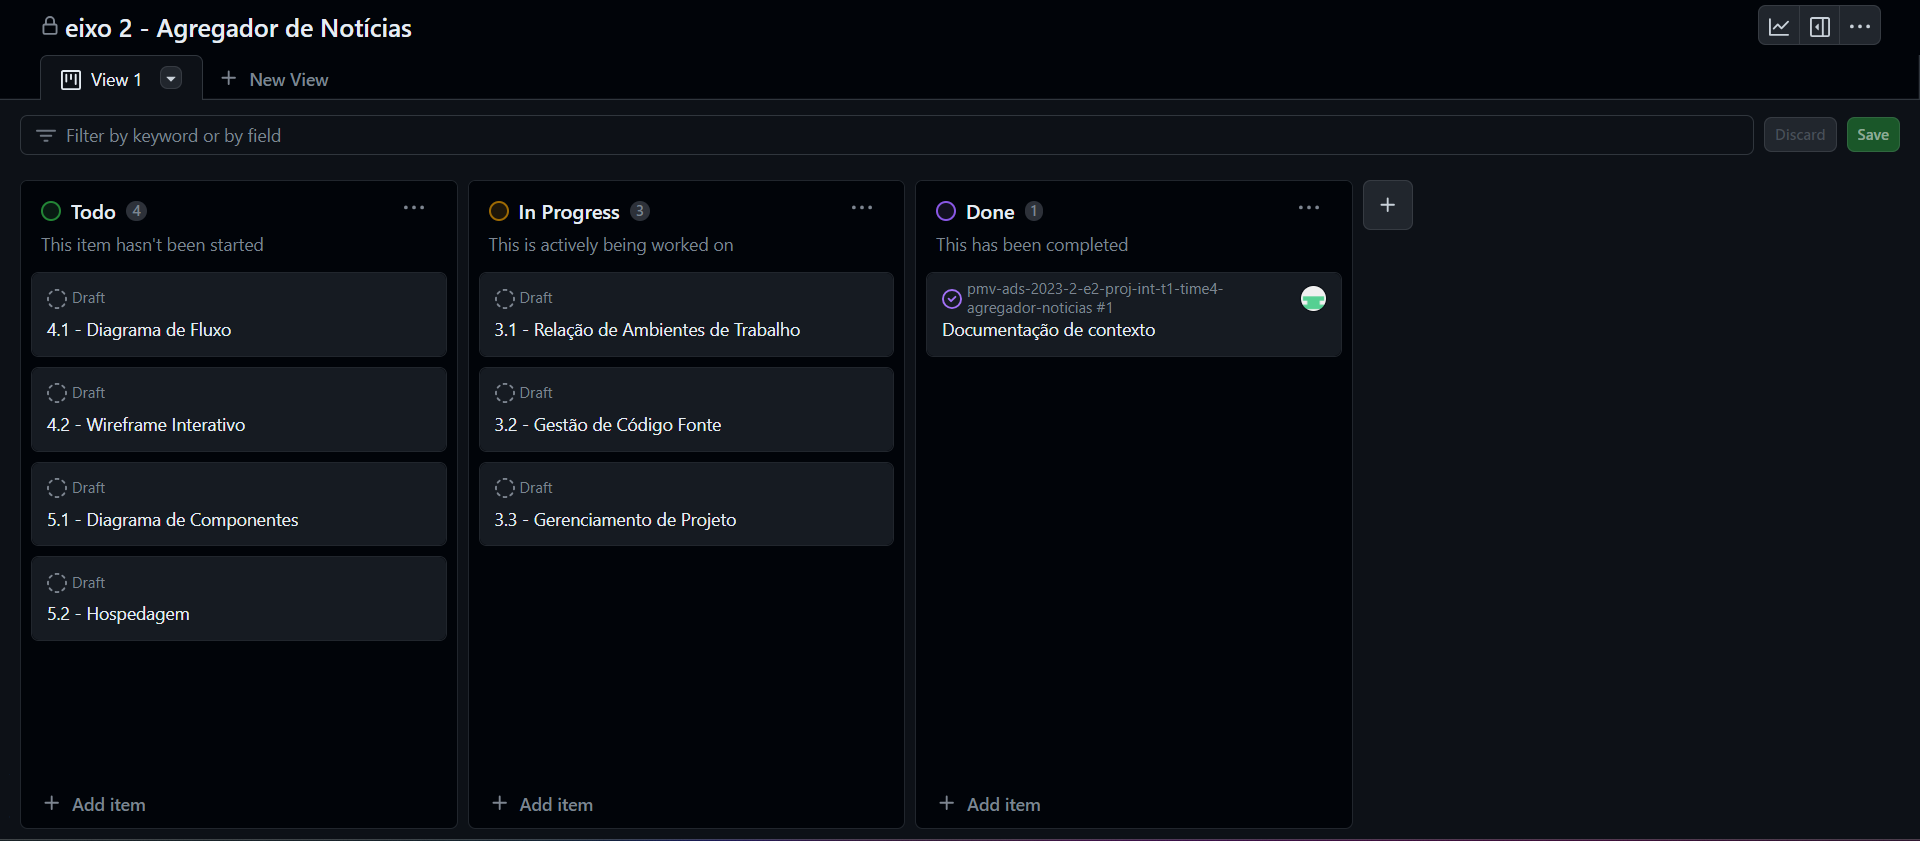 eixo 2 - Agregador de Notícias
View 1
New View
Filter by keyword or by field
Discard
Save
Todo 4
This item hasn't been started
Draft
4.1 - Diagrama de Fluxo
Draft
4.2 - Wireframe Interativo
Draft
5.1 - Diagrama de Componentes
Draft
5.2 - Hospedagem
+ Add item
In Progress 3
This is actively being worked on
Draft
3.1 - Relação de Ambientes de Trabalho
Draft
3.2 - Gestão de Código Fonte
Draft
3.3 - Gerenciamento de Projeto
+ Add item
Done 1
This has been completed
pmv-ads-2023-2-e2-proj-int-t1-time4-
agregador-noticias #1
Documentação de contexto
+ Add item